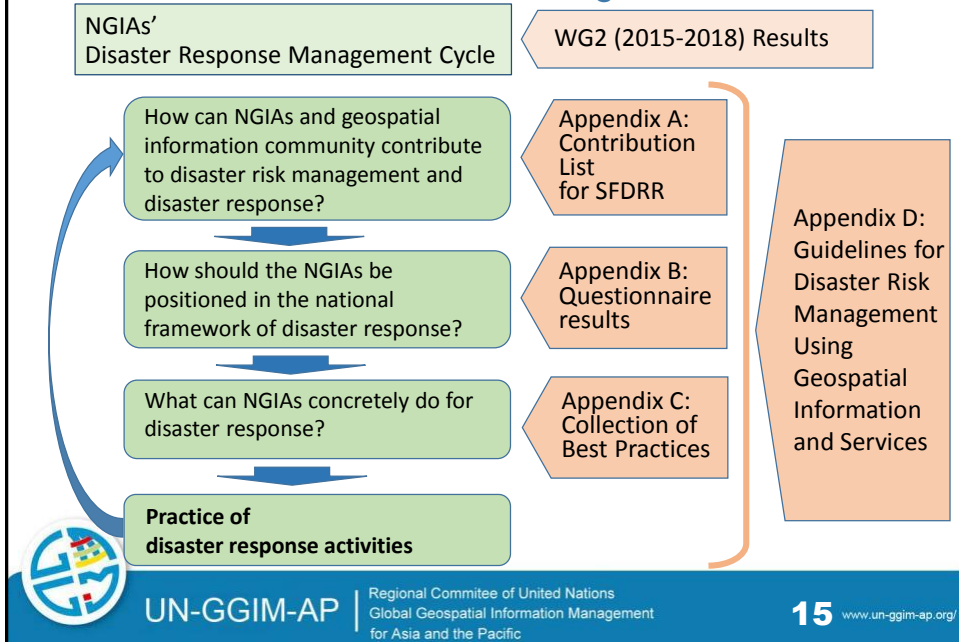 NGIAs'
Disaster Response Management Cycle
WG2 (2015-2018) Results
How can NGIAs and geospatial
information community contribute
to disaster risk management and
disaster response?
Appendix A:
Contribution
List
for SFDRR
How should the NGIAs be
positioned in the national
framework of disaster response?
Appendix B:
Questionnaire
results
What can NGIAs concretely do for
disaster response?
Appendix C:
Collection of
Best Practices
Practice of
disaster response activities
Appendix D:
Guidelines for
Disaster Risk
Management
Using
Geospatial
Information
and Services
UN-GGIM-AP
Regional Commitee of United Nations
Global Geospatial Information Management
for Asia and the Pacific
15 www.un-ggim-ap.org/